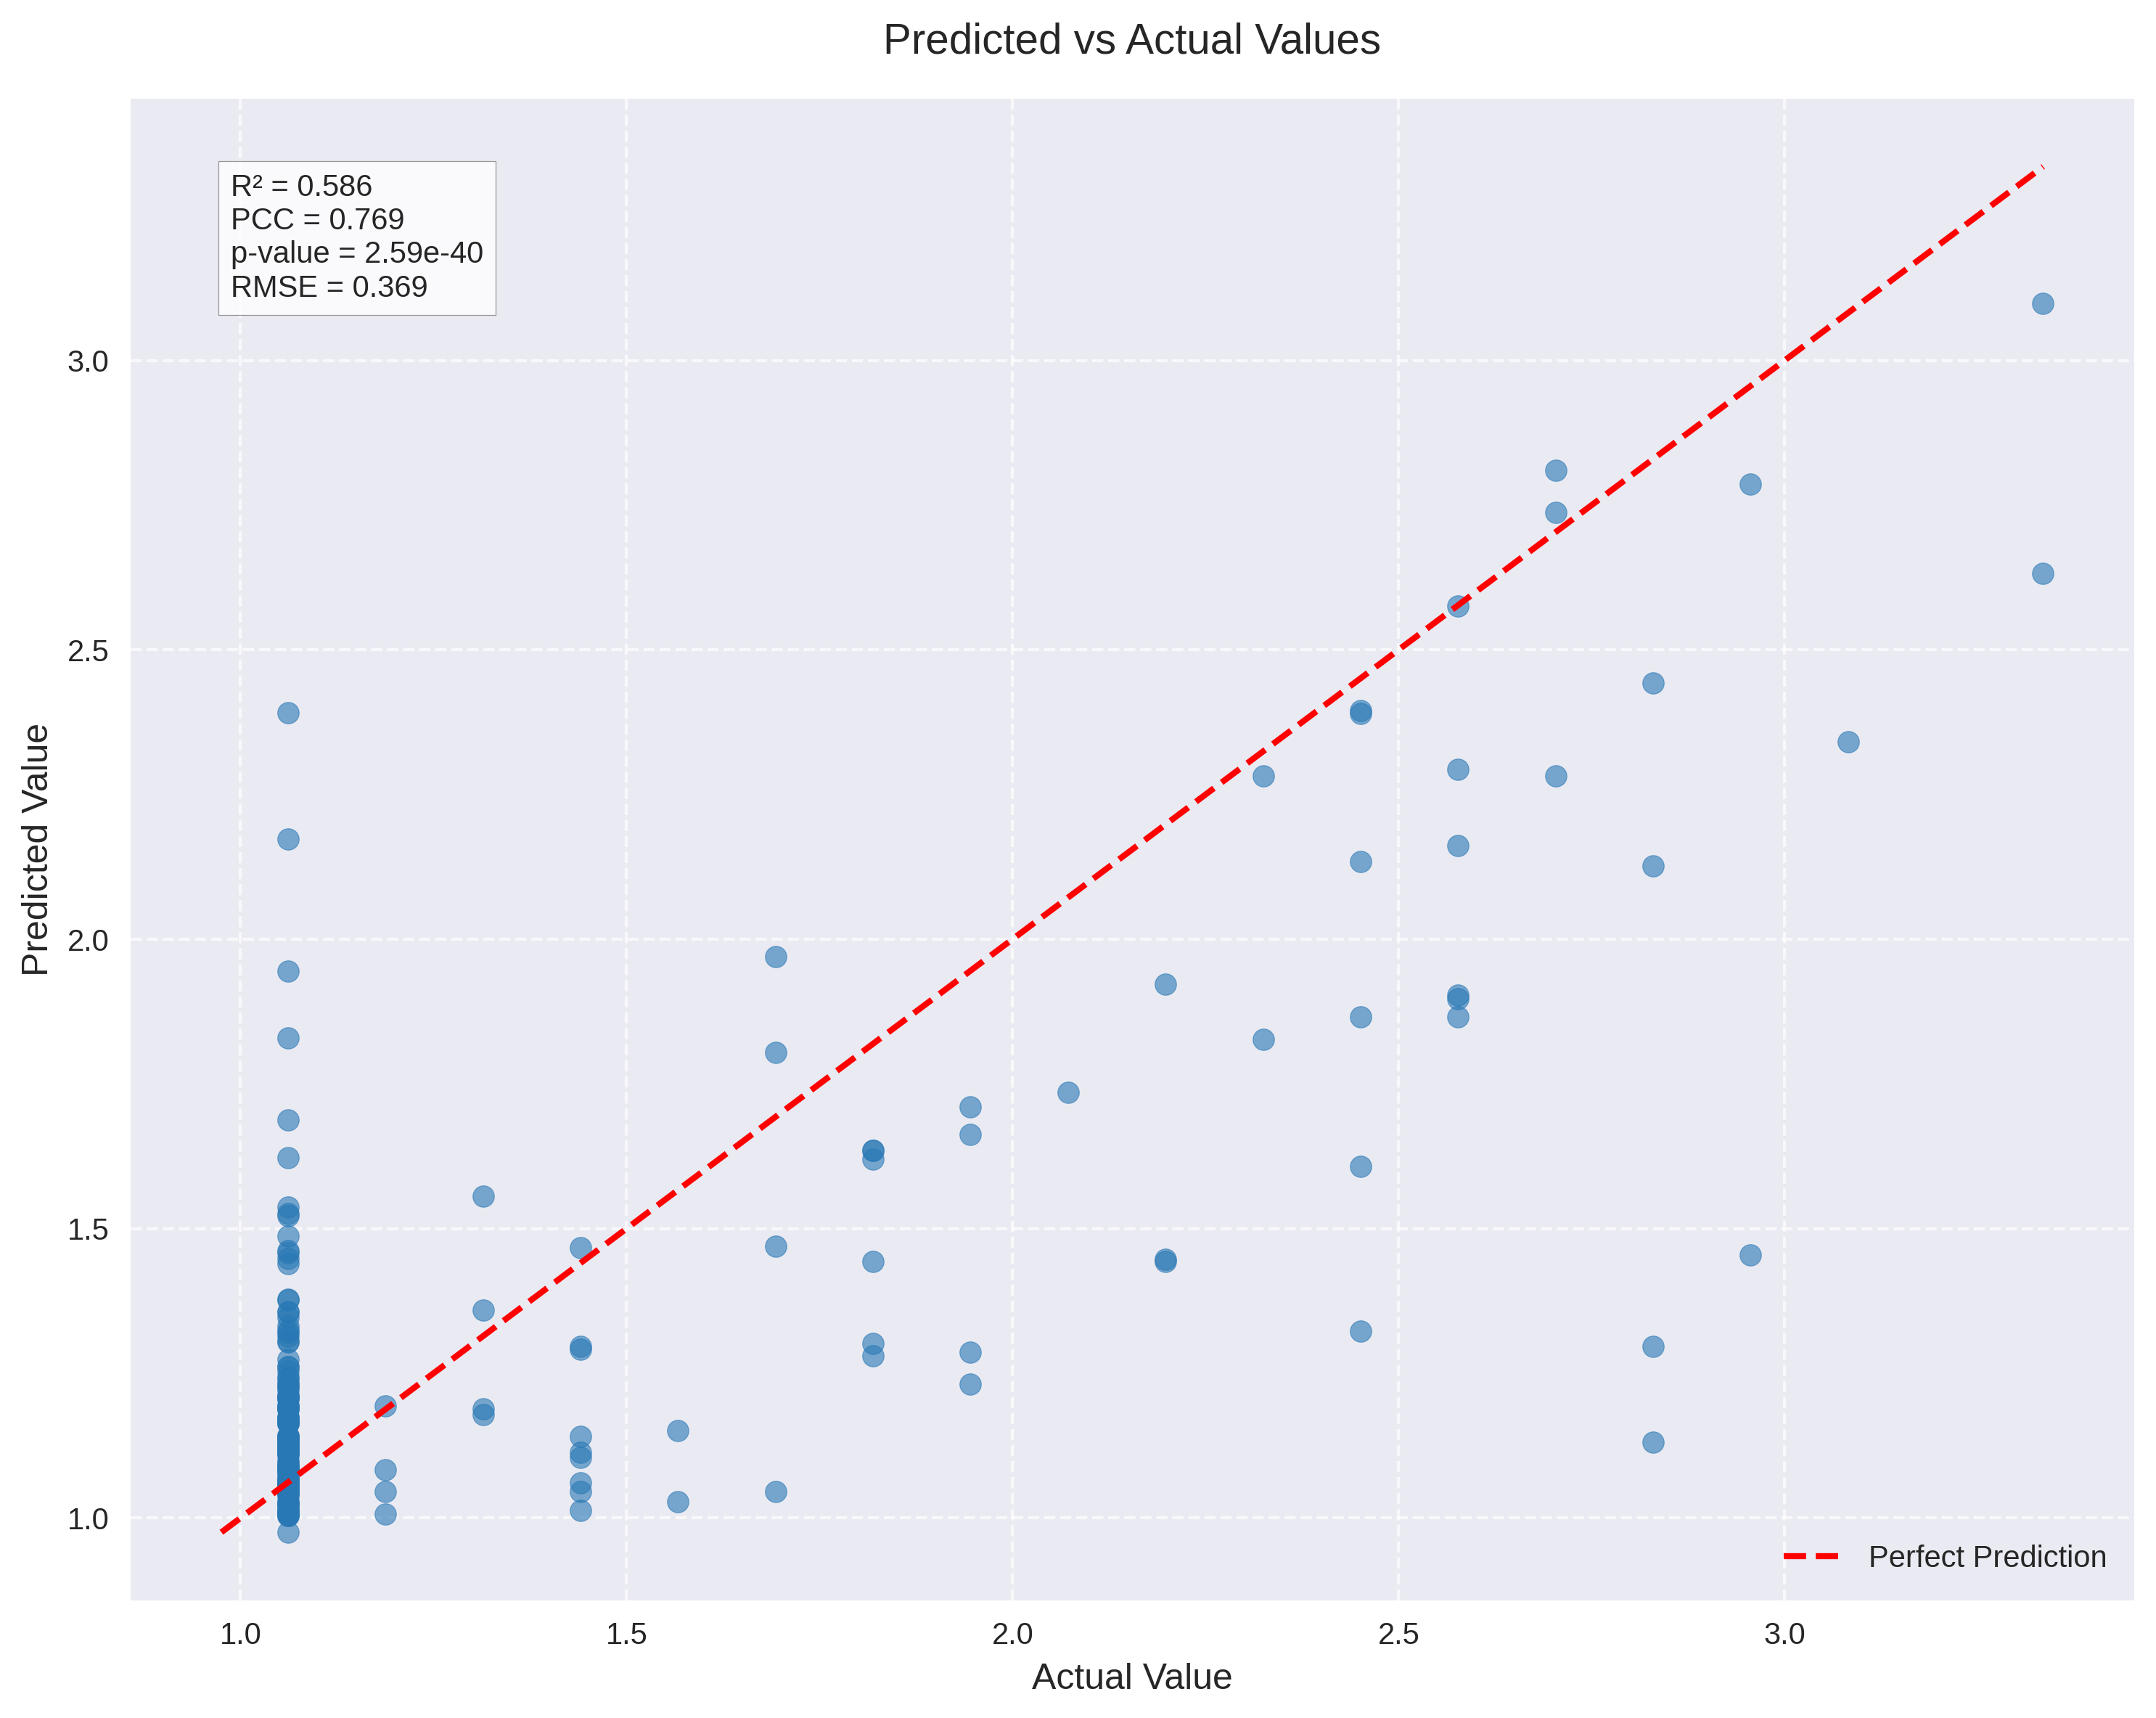 Predicted vs Actual Values
R² = 0.586
PCC = 0.769
p-value = 2.59e-40
RMSE = 0.369
3.0
2.5
2.0
1.5
1.0
Predicted Value
Perfect Prediction
1.0 1.5 2.0 2.5 3.0
Actual Value